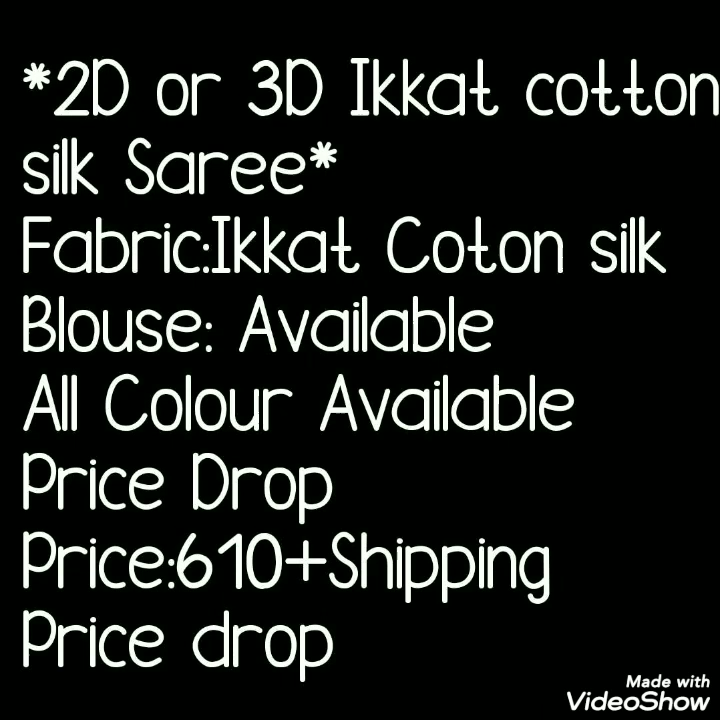 *2D or 3D Ikkat cotton
silk Saree*
Fabric:Ikkat Coton silk
Blouse: Available
All Colour Available
Price Drop
Price:610+Shipping
Price drop
Made with
VideoShow